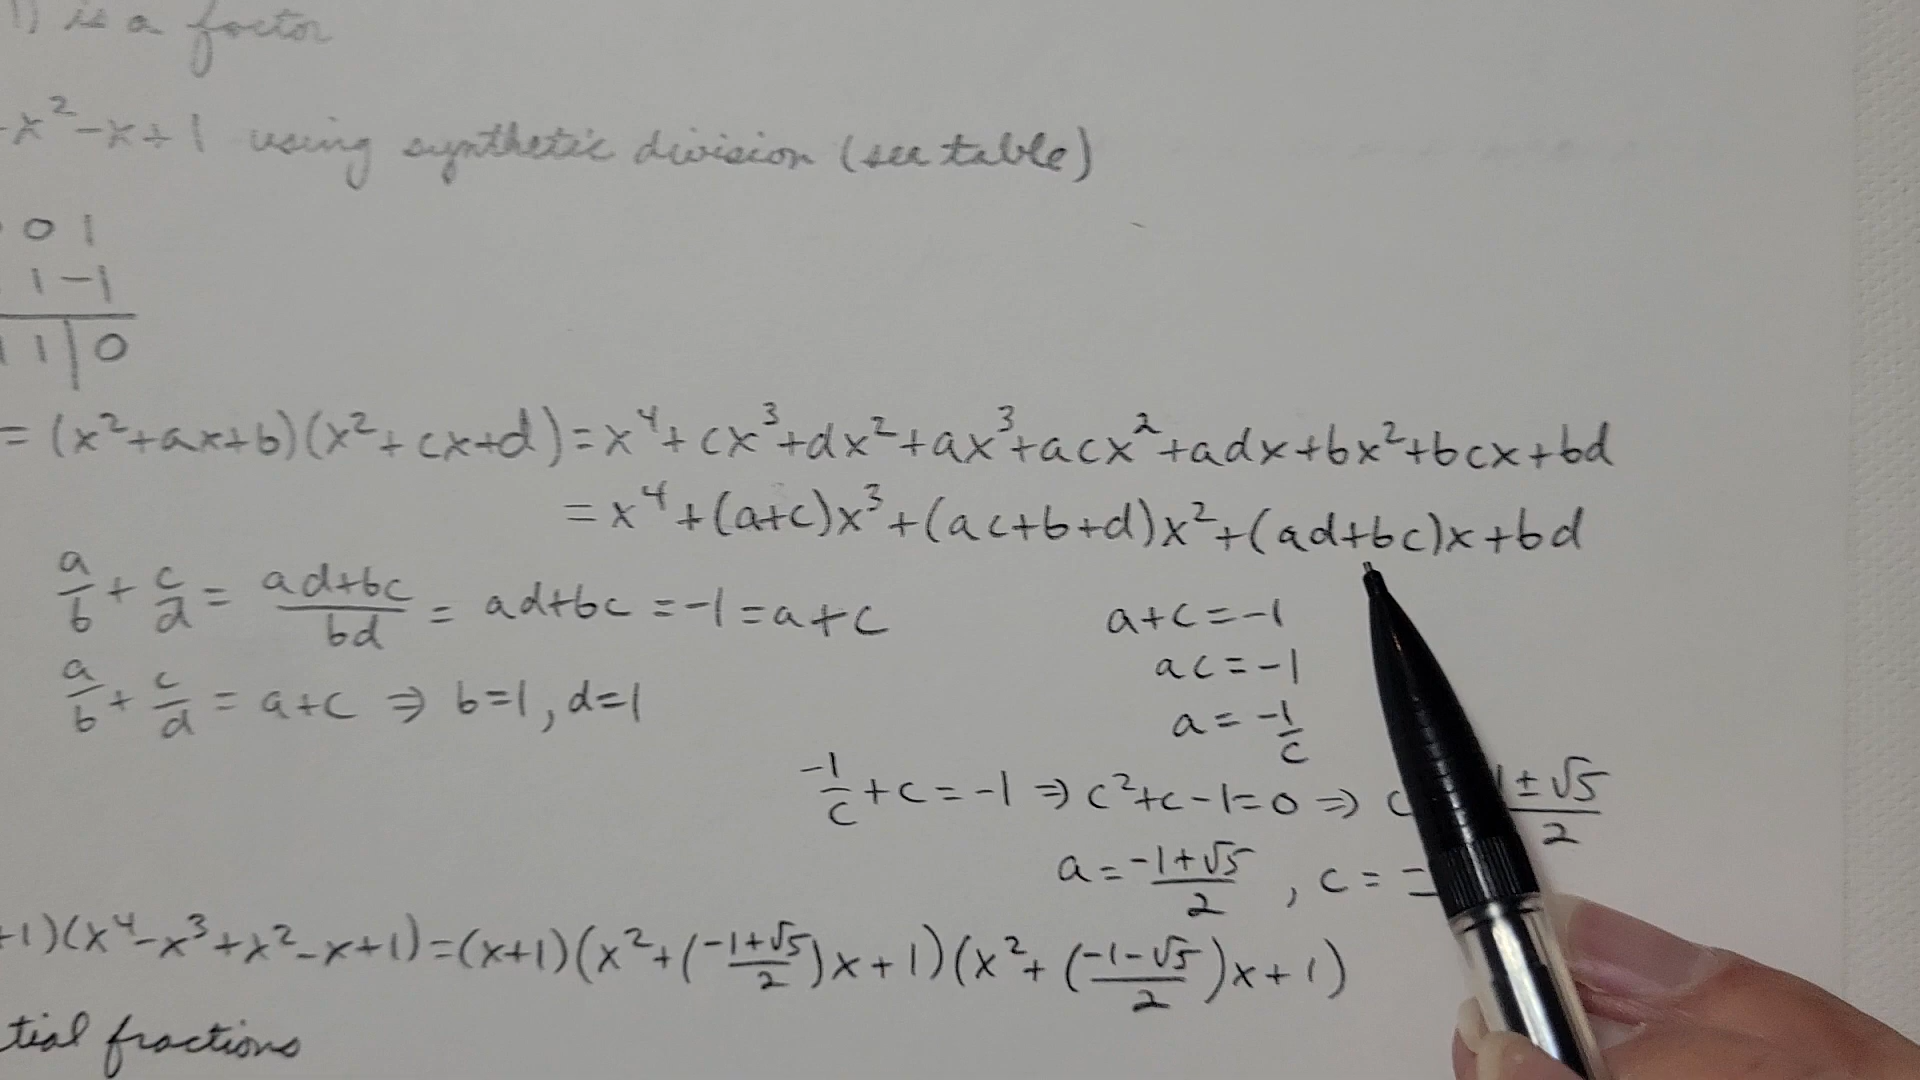 1) is a factor
-x²-x+1 using synthetic division (see table)
0 1
1 -1
1 1 | 0
= (x²+ax+b)(x²+cx+d)=x⁴+cx³+dx²+ax³+acx²+adx+bx²+bcx+bd
=x⁴+(a+c)x³+(ac+b+d)x²+(ad+bc)x+bd
a/b + c/d = (ad+bc)/bd = ad+bc=-1=a+c
a+c=-1
ac=-1
a/b + c/d = a+c ⇒ b=1, d=1
a=-1/c
-1/c+c=-1 ⇒ c²+c-1=0 ⇒ c 1±√5/2
a=(-1+√5)/2, c=
+1)(x⁴-x³+x²-x+1)=(x+1)(x²+((-1+√5)/2)x+1)(x²+((-1-√5)/2)x+1)
tial fractions